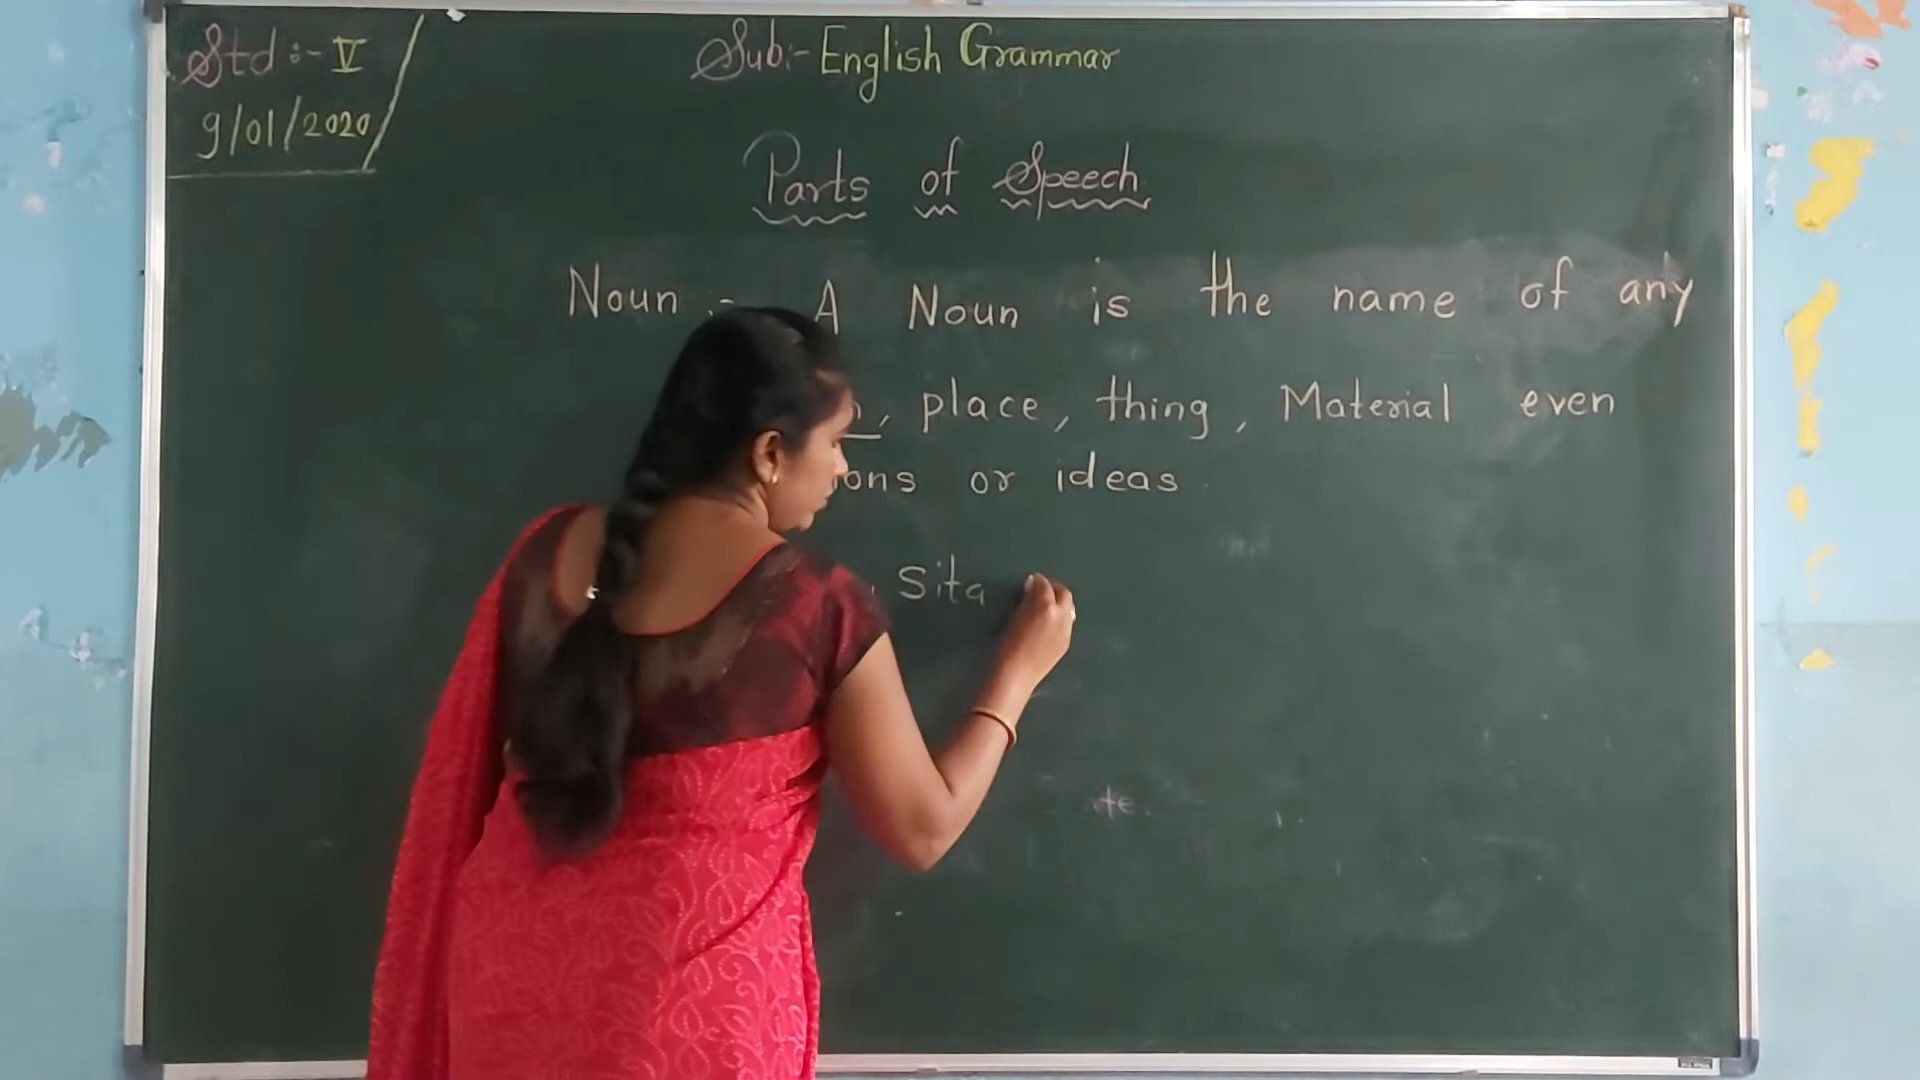 Std :- V
Sub:- English Grammar
9/01/2020
Parts of Speech
Noun :- A Noun is the name of any
, place, thing, Material even
or ideas
, Sita